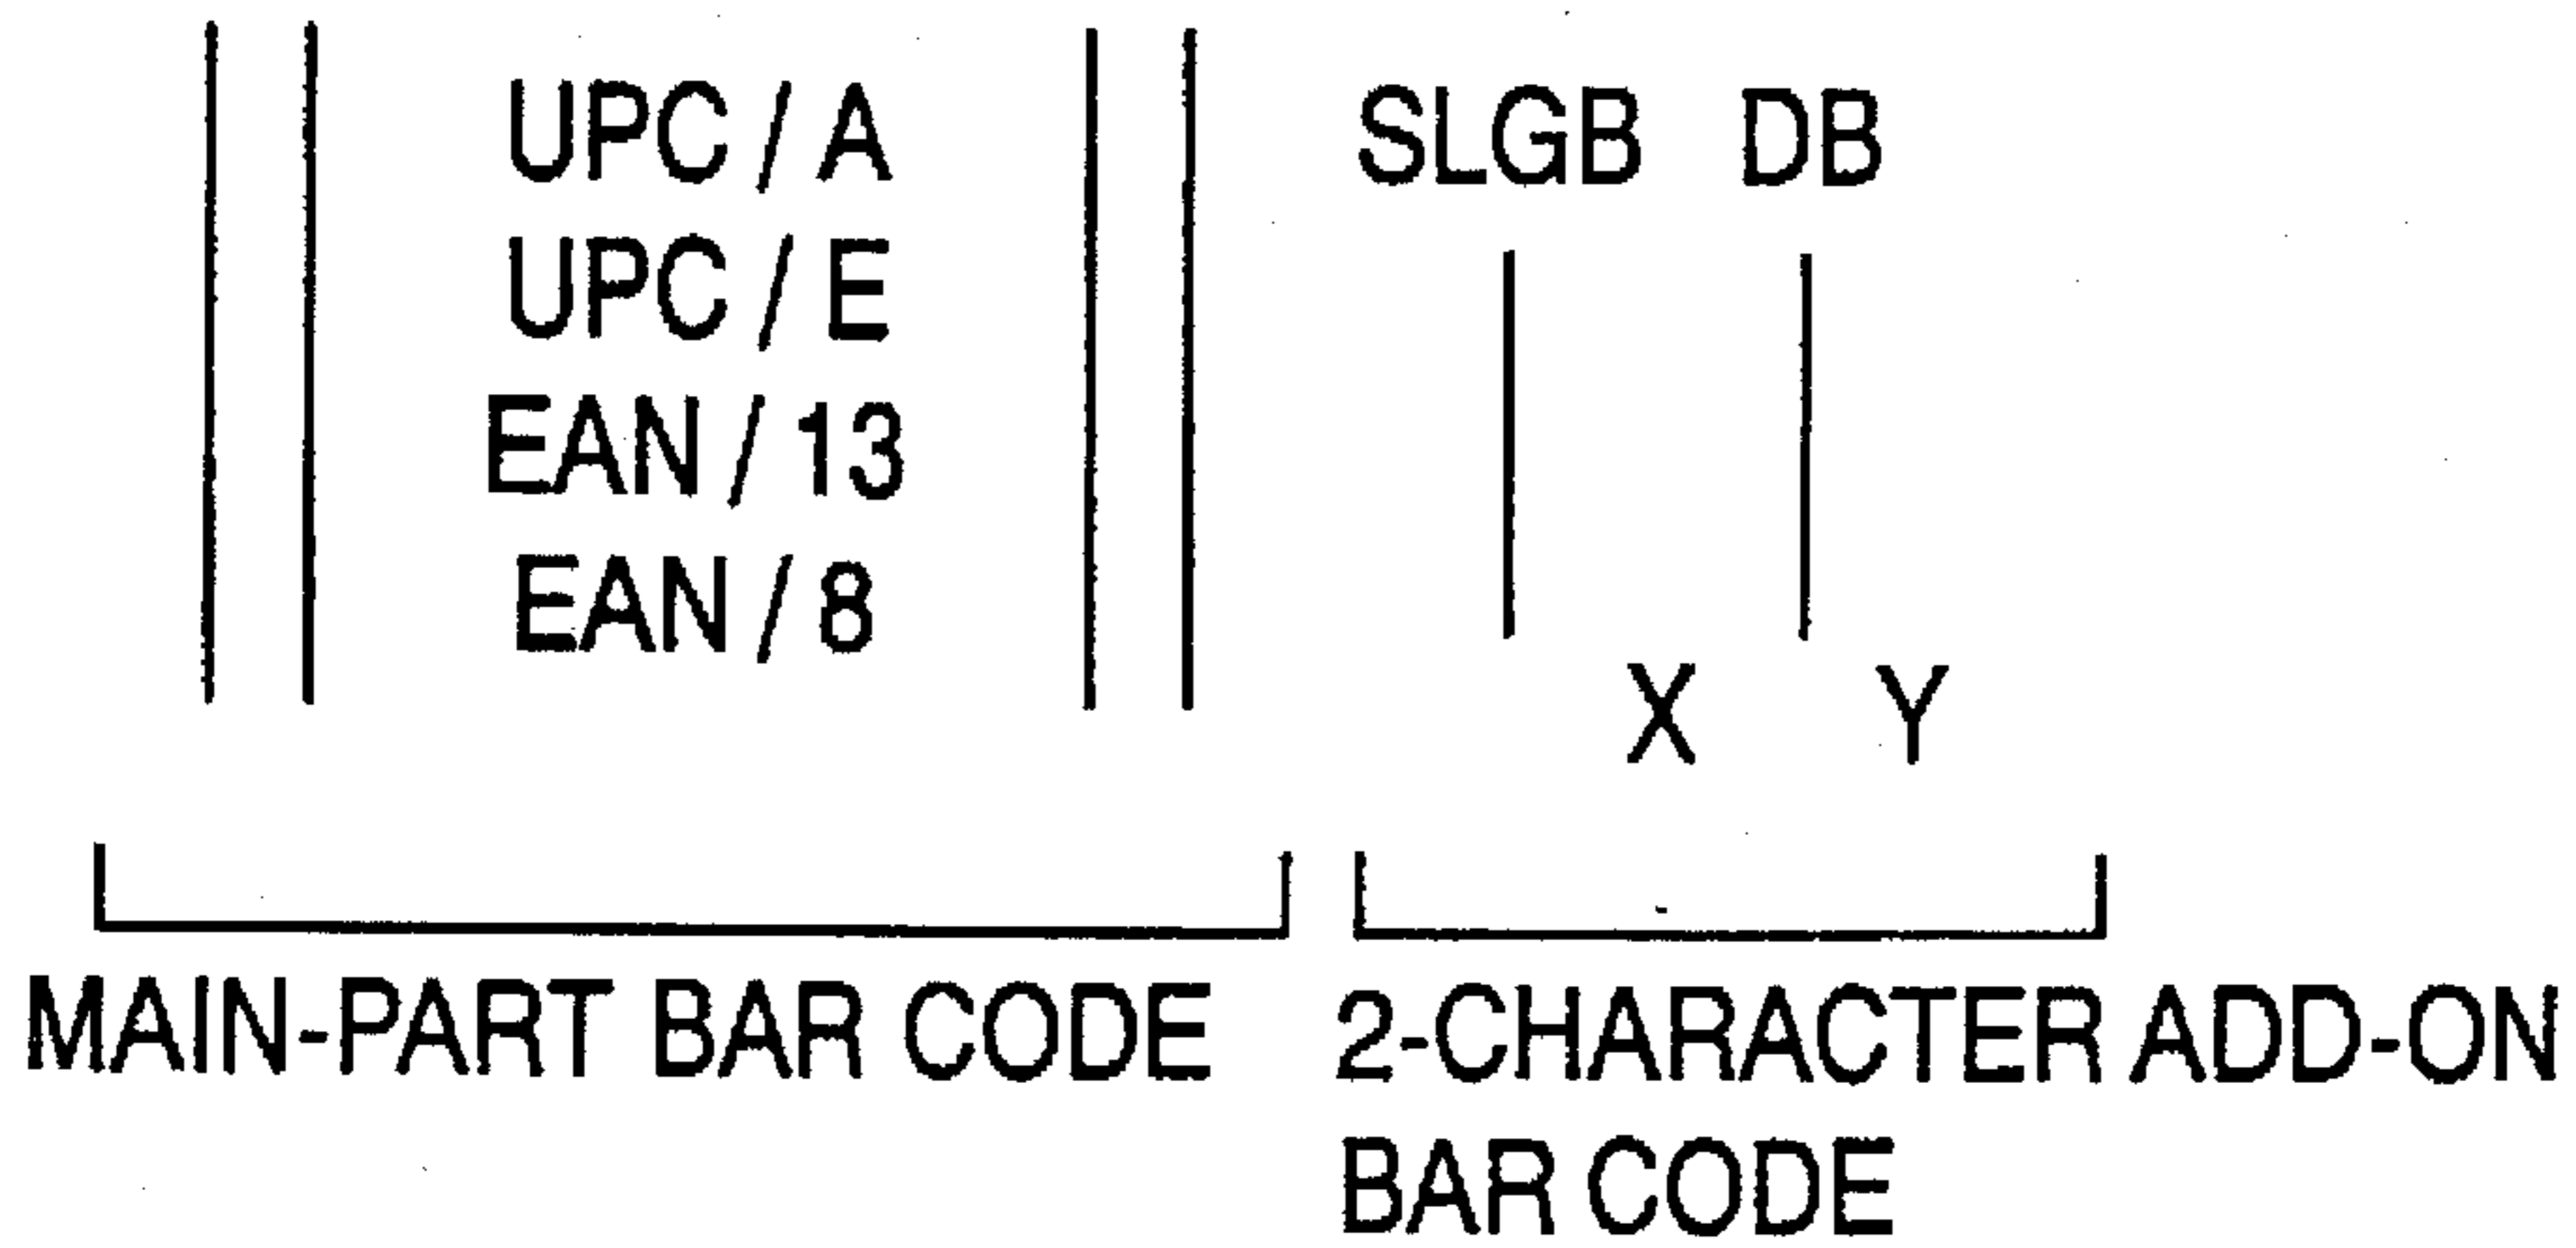 UPC / A
UPC / E
EAN / 13
EAN / 8
SLGB DB
X Y
MAIN-PART BAR CODE
2-CHARACTER ADD-ON
BAR CODE